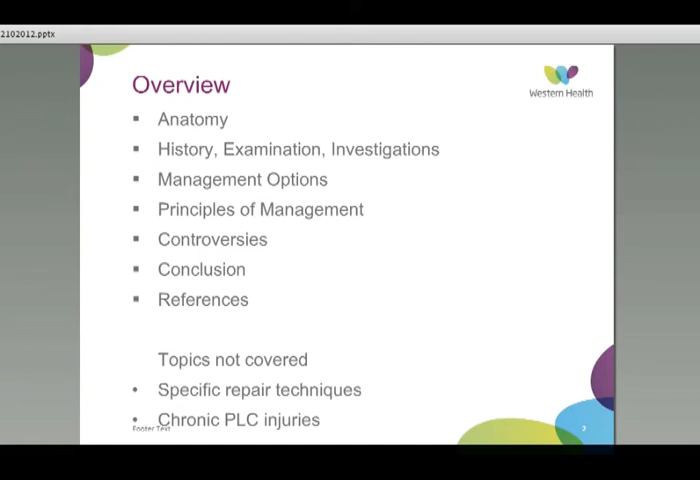 2102012.pptx
Overview
Western Health
Anatomy
History, Examination, Investigations
Management Options
Principles of Management
Controversies
Conclusion
References
Topics not covered
Specific repair techniques
Chronic PLC injuries
Footer Text
2